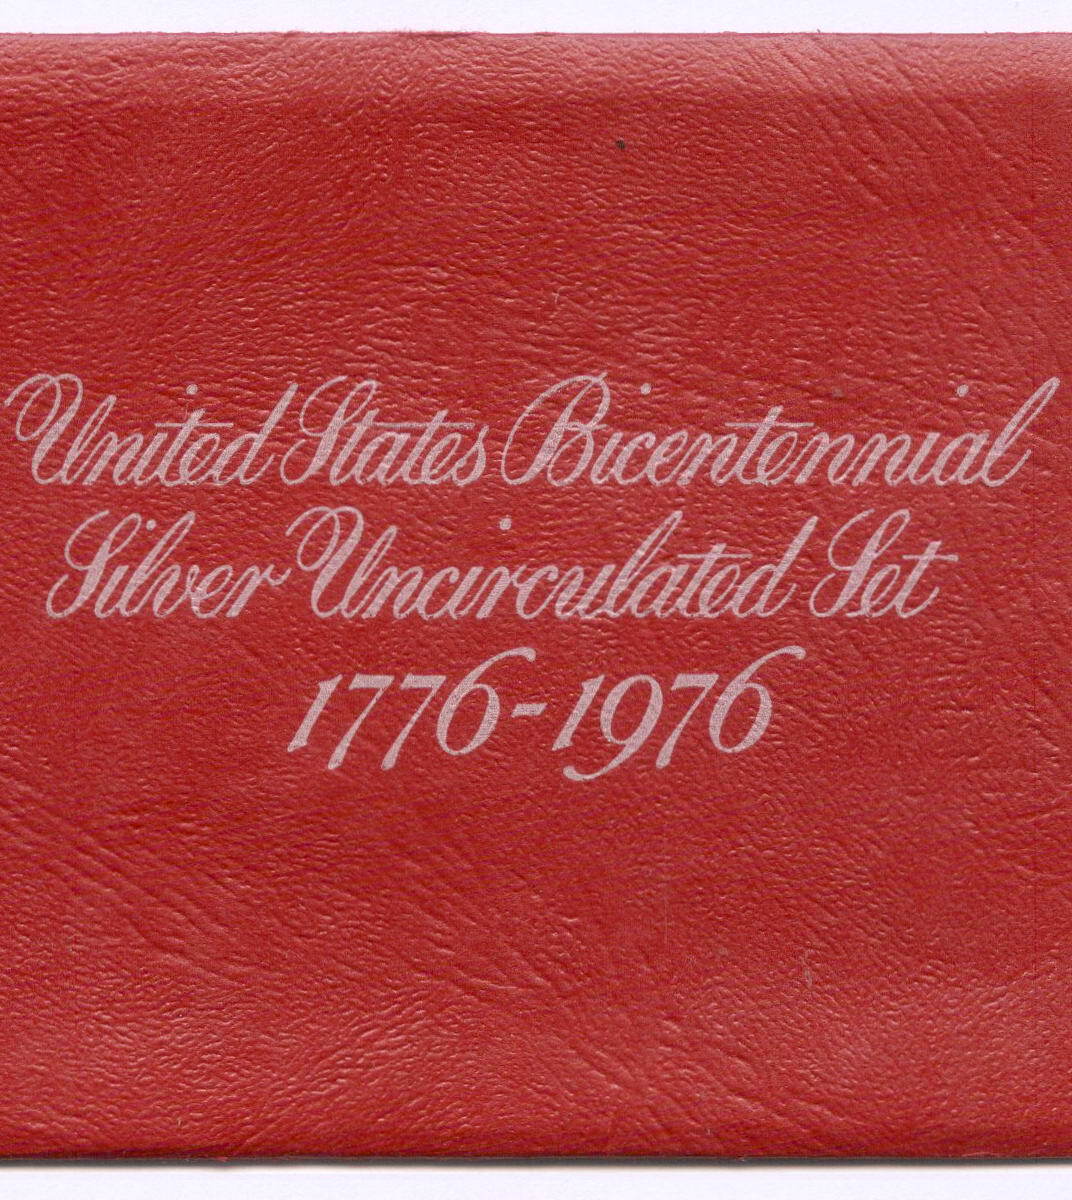 United States Bicentennial
Silver Uncirculated Set
1776-1976